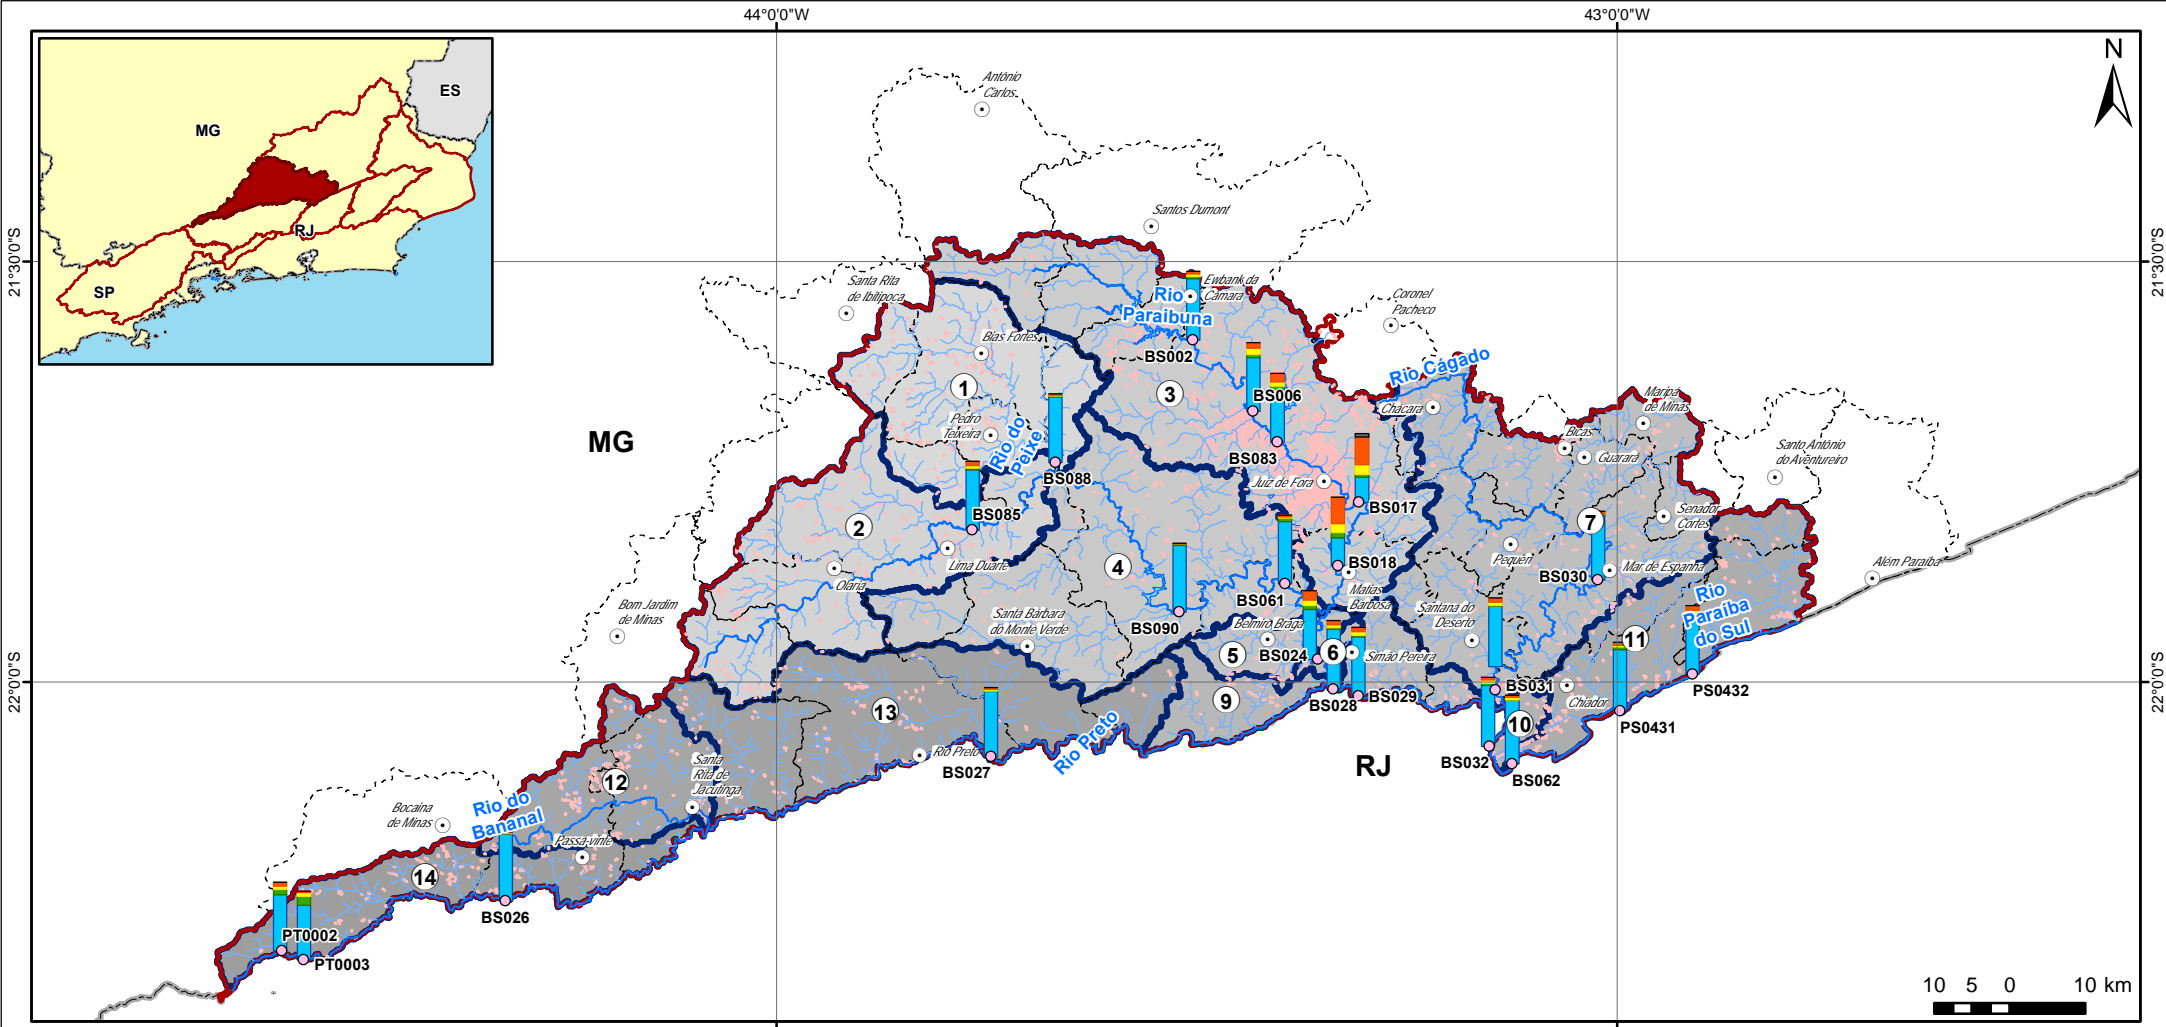 44°0'0"W
43°0'0"W
N
ES
MG
RJ
SP
21°30'0"S
21°30'0"S
22°0'0"S
22°0'0"S
Antônio
Carlos
Santos Dumont
Santa Rita
de Ibitipoca
Ewbank da
Câmara
Rio
Paraibuna
Coronel
Pacheco
BS002
Bias Fortes
1
3
BS006
Rio Cágado
Chácara
Maripá
de Minas
MG
Pedro
Teixeira
Rio do
Peixe
BS083
Bicas
Guarará
Santo Antônio
do Aventureiro
BS088
Juiz de Fora
BS017
BS085
2
7
Senador
Cortes
Lima Duarte
Olaria
4
BS018
Pequeri
BS030
Mar de Espanha
Além Paraíba
BS061
Matias
Barbosa
Bom Jardim
de Minas
Santa Bárbara
do Monte Verde
BS090
Belmiro Braga
Santana do
Deserto
Rio
Paraíba
do Sul
11
5
BS024
6
Simão Pereira
BS031
PS0432
Chiador
9
BS028
BS029
PS0431
13
10
Rio Preto
Rio Preto
BS027
RJ
BS032
BS062
12
Santa
Rita de
Jacutinga
Bocaina
de Minas
Rio do
Bananal
Passa-vinte
14
BS026
PT0002
PT0003
10 5 0 10 km